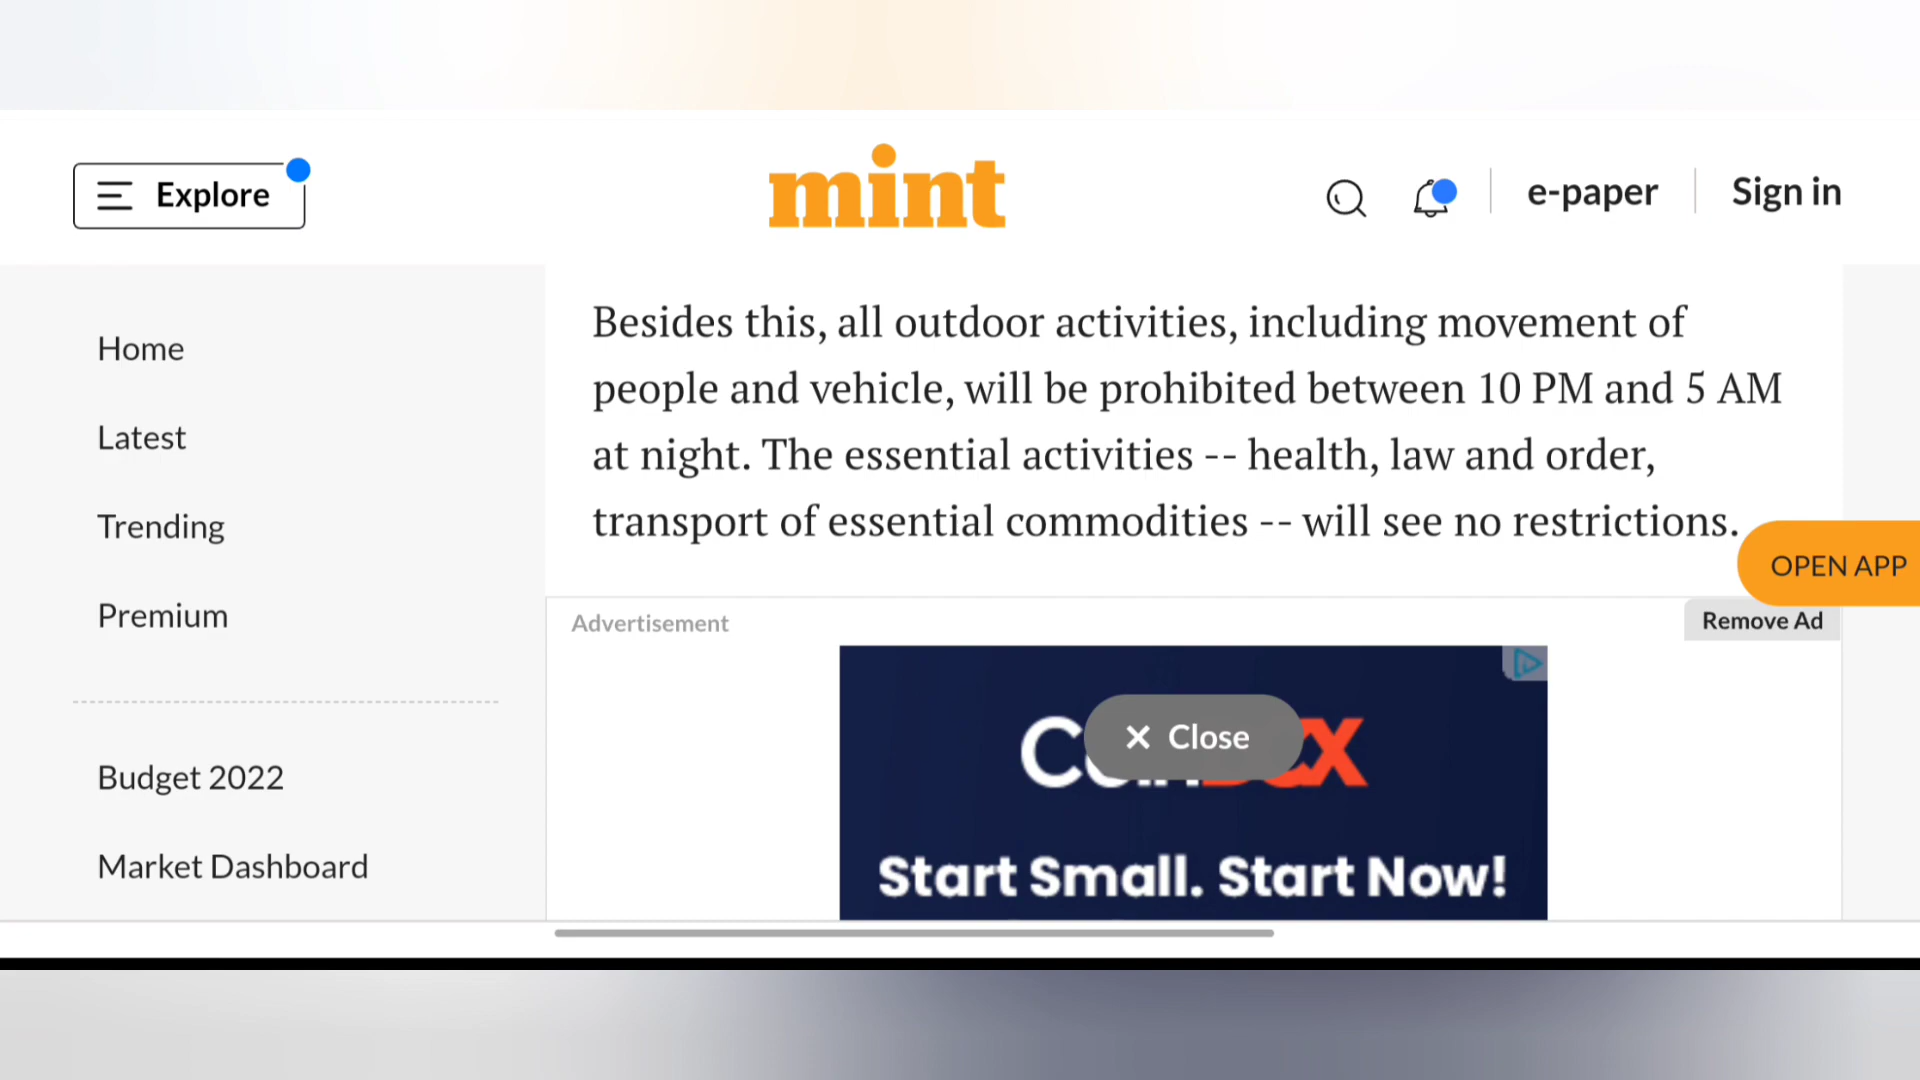 Explore
mint
e-paper
Sign in
Home
Latest
Trending
Premium
Budget 2022
Market Dashboard
Besides this, all outdoor activities, including movement of
people and vehicle, will be prohibited between 10 PM and 5 AM
at night. The essential activities -- health, law and order,
transport of essential commodities -- will see no restrictions.
OPEN APP
Advertisement
Remove Ad
Close
Start Small. Start Now!